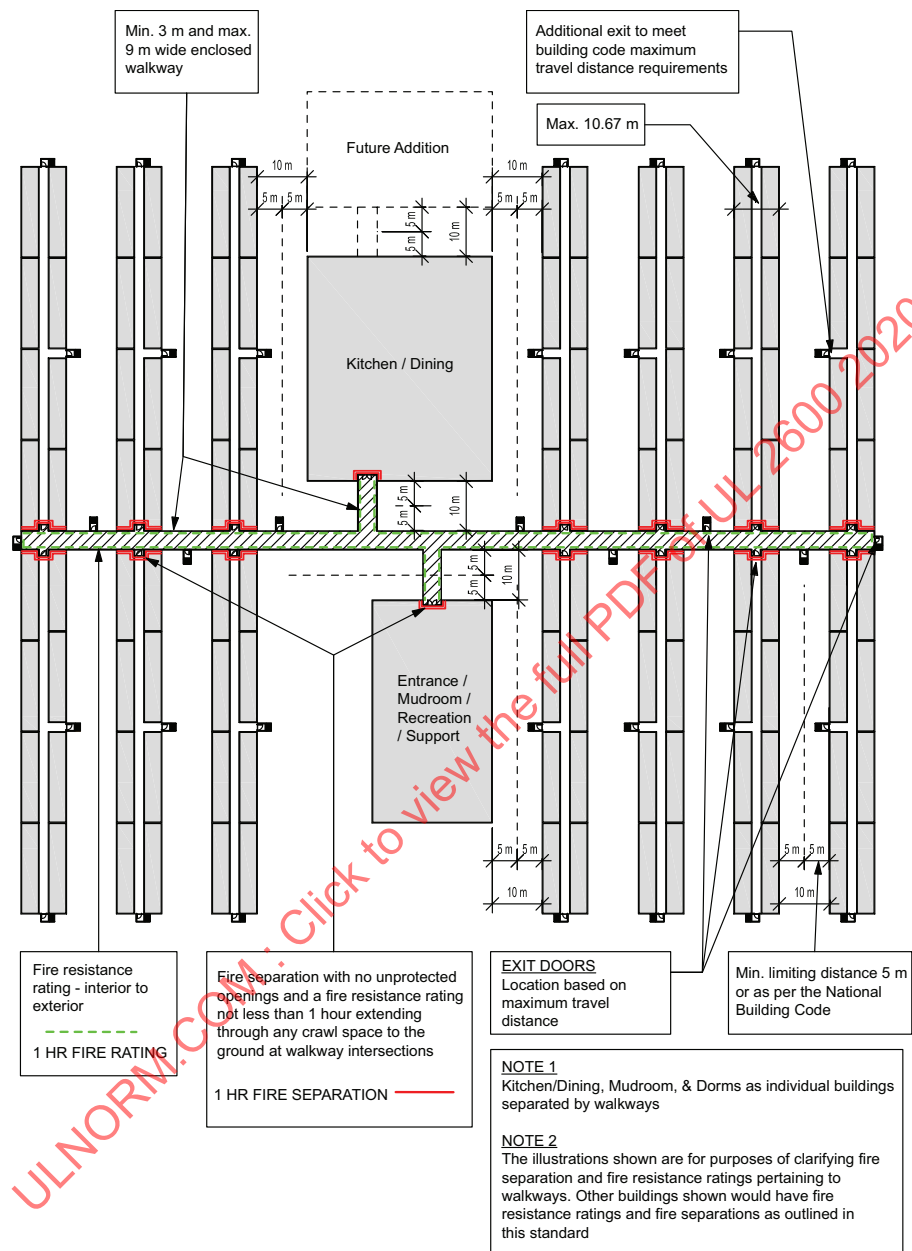 Min. 3 m and max.
9 m wide enclosed
walkway
Additional exit to meet
building code maximum
travel distance requirements
Max. 10.67 m
Future Addition
10 m
5 m
5 m
10 m
5 m
5 m
5 m
5 m
10 m
Kitchen / Dining
5 m
5 m
10 m
5 m
10 m
5 m
Entrance /
Mudroom /
Recreation
/ Support
5 m
5 m
10 m
5 m
5 m
10 m
Fire resistance
rating - interior to
exterior
1 HR FIRE RATING
Fire separation with no unprotected
openings and a fire resistance rating
not less than 1 hour extending
through any crawl space to the
ground at walkway intersections
1 HR FIRE SEPARATION
EXIT DOORS
Location based on
maximum travel
distance
Min. limiting distance 5 m
or as per the National
Building Code
NOTE 1
Kitchen/Dining, Mudroom, & Dorms as individual buildings
separated by walkways
NOTE 2
The illustrations shown are for purposes of clarifying fire
separation and fire resistance ratings pertaining to
walkways. Other buildings shown would have fire
resistance ratings and fire separations as outlined in
this standard
ULNORM.COM : Click to view the full PDF of UL 2600 2020